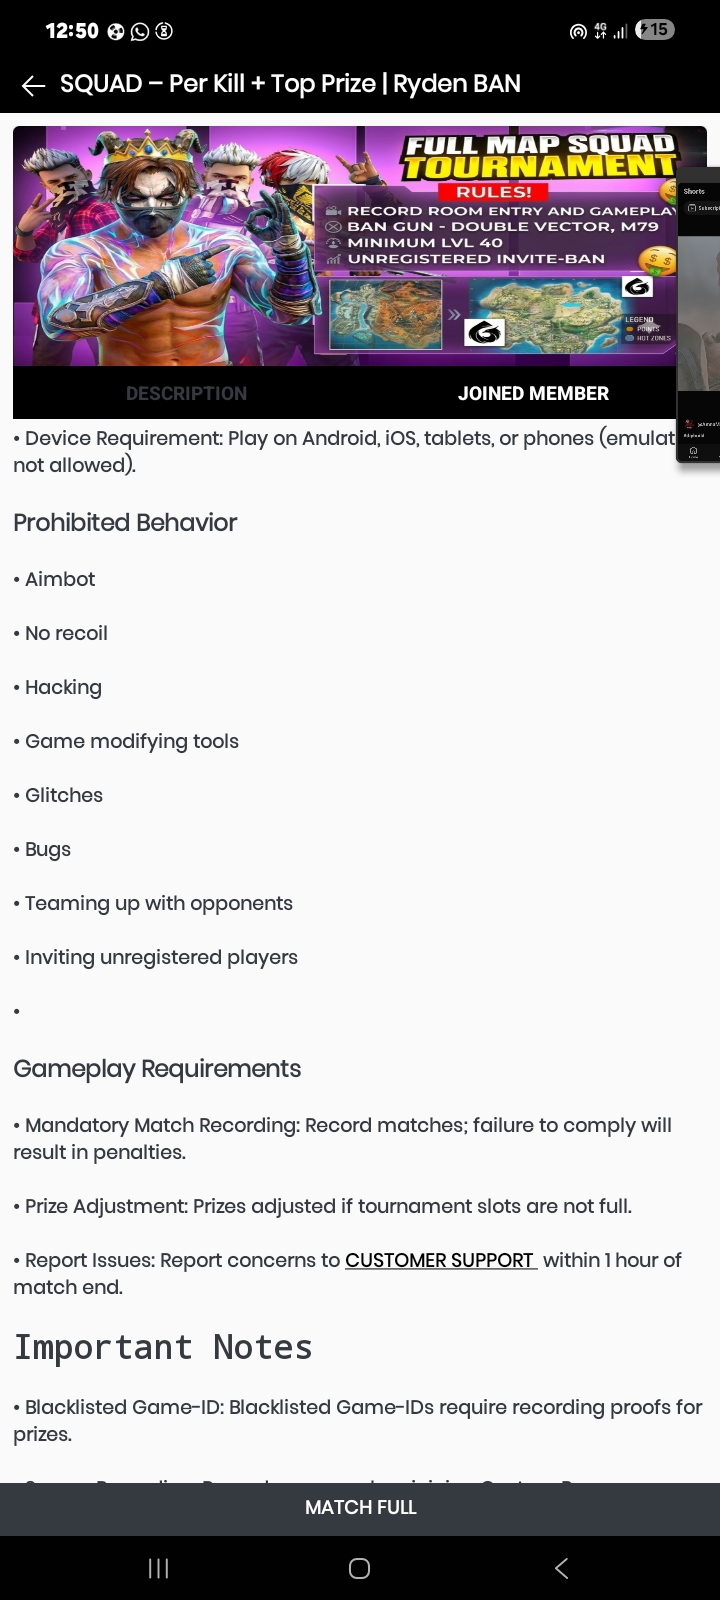 12:50
4G
15
SQUAD – Per Kill + Top Prize | Ryden BAN
FULL MAP SQUAD
TOURNAMENT
RULES!
RECORD ROOM ENTRY AND GAMEPLAY
BAN GUN - DOUBLE VECTOR, M79
MINIMUM LVL 40
UNREGISTERED INVITE-BAN
LEGEND
POINTS
HOT ZONES
Shorts
DESCRIPTION
JOINED MEMBER
• Device Requirement: Play on Android, iOS, tablets, or phones (emulat
not allowed).
Prohibited Behavior
• Aimbot
• No recoil
• Hacking
• Game modifying tools
• Glitches
• Bugs
• Teaming up with opponents
• Inviting unregistered players
•
Gameplay Requirements
• Mandatory Match Recording: Record matches; failure to comply will
result in penalties.
• Prize Adjustment: Prizes adjusted if tournament slots are not full.
• Report Issues: Report concerns to CUSTOMER SUPPORT within 1 hour of
match end.
Important Notes
• Blacklisted Game-ID: Blacklisted Game-IDs require recording proofs for
prizes.
MATCH FULL